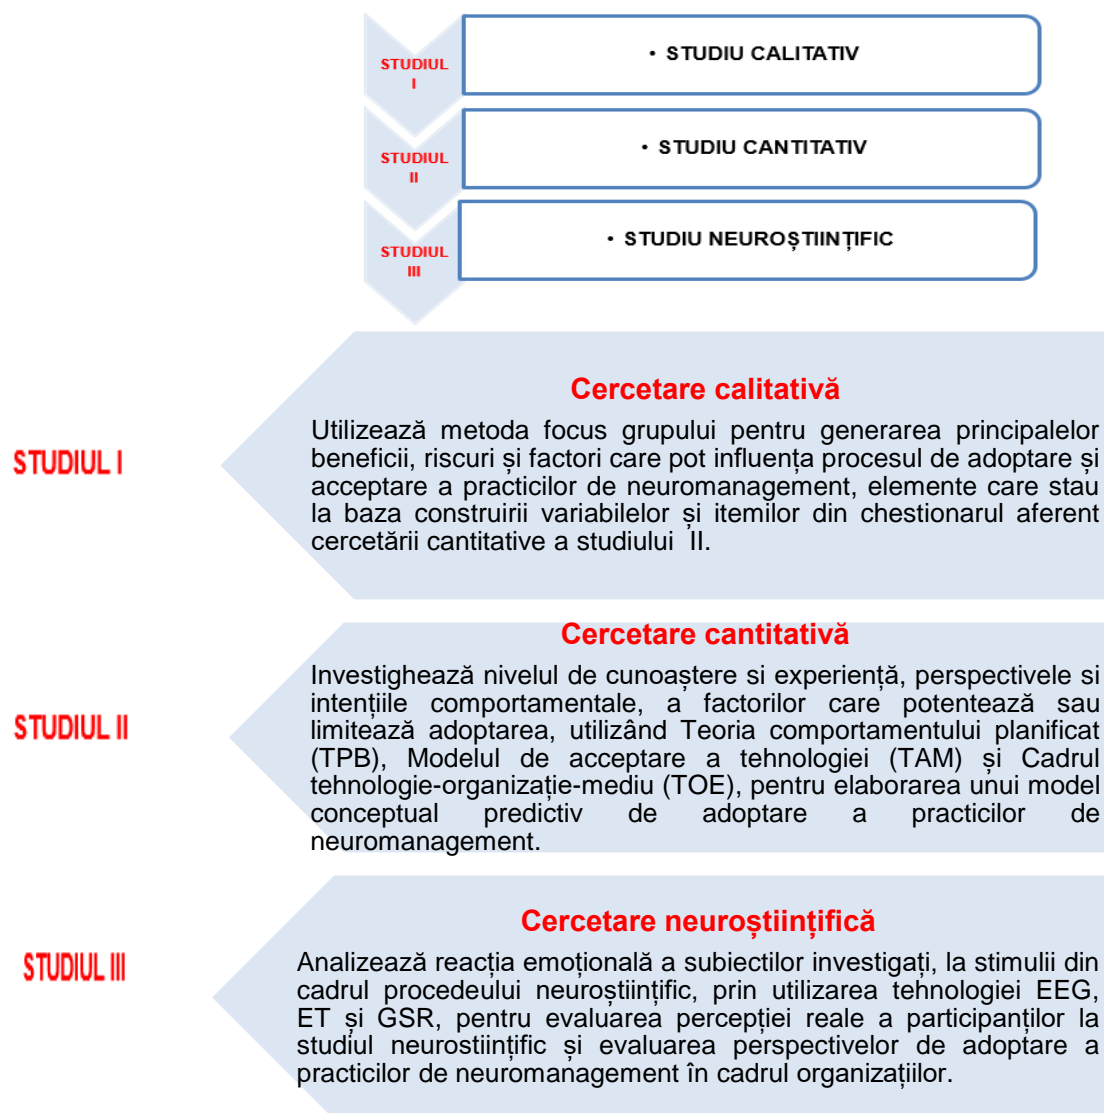 STUDIUL
I
• STUDIU CALITATIV
STUDIUL
II
• STUDIU CANTITATIV
STUDIUL
III
• STUDIU NEUROȘTIINȚIFIC
STUDIUL I
Cercetare calitativă
Utilizează metoda focus grupului pentru generarea principalelor
beneficii, riscuri și factori care pot influența procesul de adoptare și
acceptare a practicilor de neuromanagement, elemente care stau
la baza construirii variabilelor și itemilor din chestionarul aferent
cercetării cantitative a studiului II.
STUDIUL II
Cercetare cantitativă
Investighează nivelul de cunoaștere si experiență, perspectivele si
intențiile comportamentale, a factorilor care potentează sau
limitează adoptarea, utilizând Teoria comportamentului planificat
(TPB), Modelul de acceptare a tehnologiei (TAM) și Cadrul
tehnologie-organizație-mediu (TOE), pentru elaborarea unui model
conceptual predictiv de adoptare a practicilor de
neuromanagement.
STUDIUL III
Cercetare neuroștiințifică
Analizează reacția emoțională a subiectilor investigați, la stimulii din
cadrul procedeului neuroștiințific, prin utilizarea tehnologiei EEG,
ET și GSR, pentru evaluarea percepției reale a participanților la
studiul neurostiințific și evaluarea perspectivelor de adoptare a
practicilor de neuromanagement în cadrul organizațiilor.